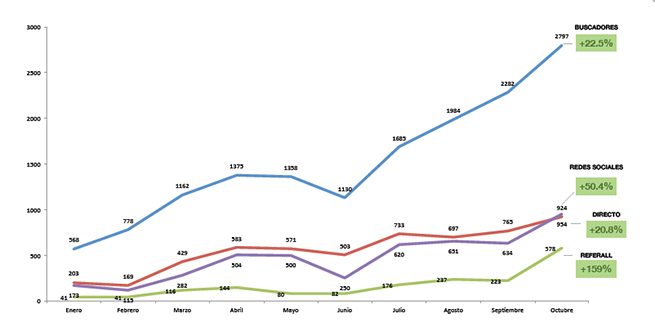 BUSCADORES
+22.5%
REDES SOCIALES
+50.4%
DIRECTO
+20.8%
REFERALL
+159%
3000
2500
2000
1500
1000
500
0
568 778 1162 1375 1358 1130 1685 1984 2282 2797
203 169 429 583 571 503 733 697 765 924
173 115 282 504 500 250 620 651 634 954
41 41 116 144 80 82 176 237 223 578
Enero Febrero Marzo Abril Mayo Junio Julio Agosto Septiembre Octubre